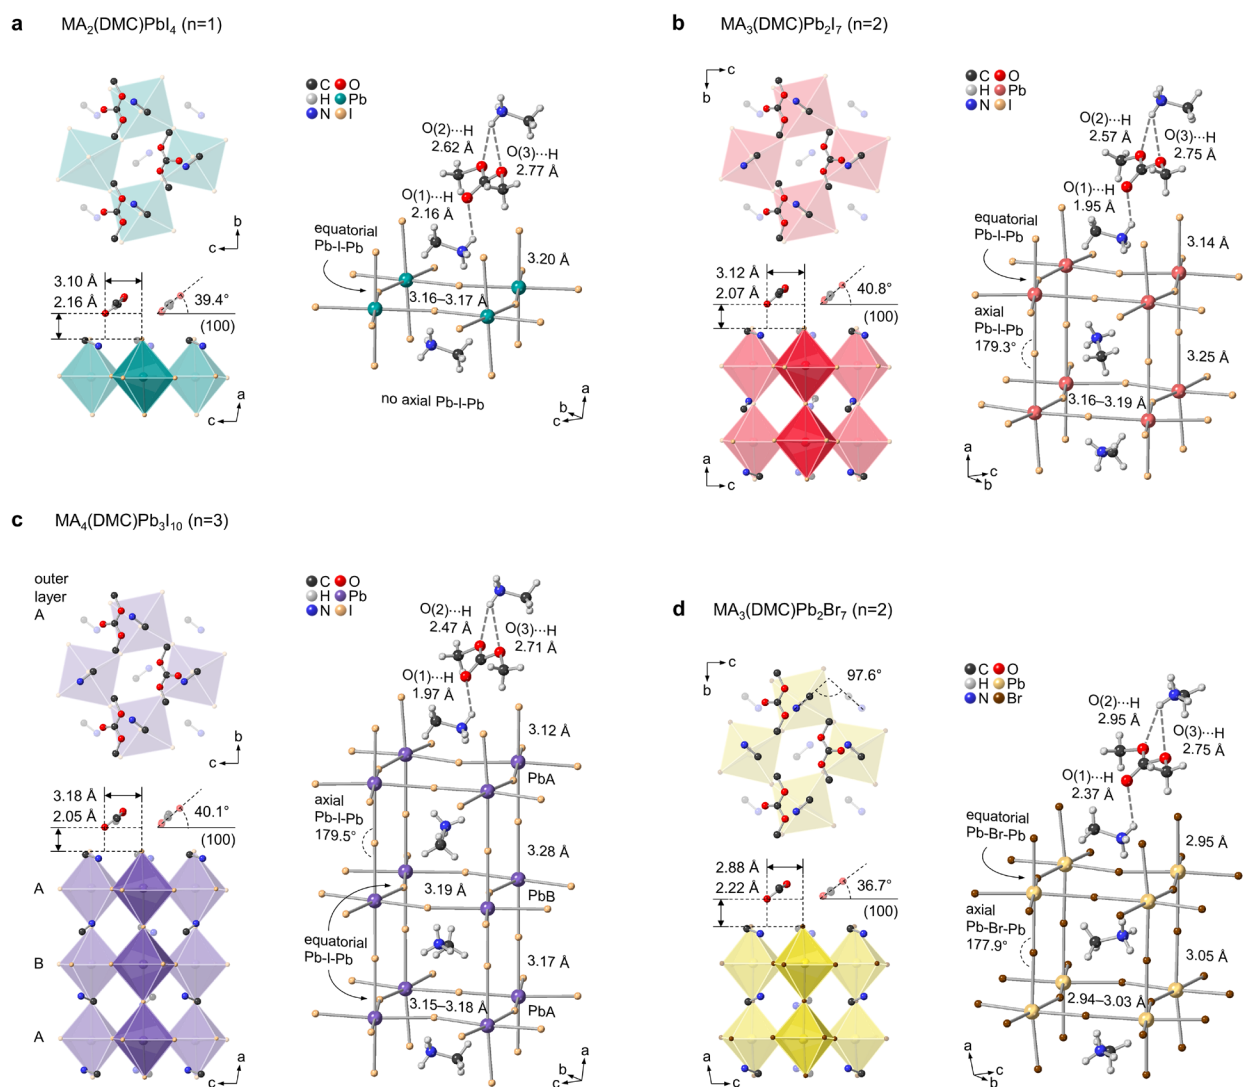 a MA₂(DMC)PbI₄ (n=1)
C O
H Pb
N I
O(2)···H
2.62 Å
O(3)···H
2.77 Å
O(1)···H
2.16 Å
equatorial
Pb-I-Pb
3.20 Å
3.16–3.17 Å
no axial Pb-I-Pb
b
c
3.10 Å
2.16 Å
39.4°
(100)
a
c
a
b
c
b MA₃(DMC)Pb₂I₇ (n=2)
c
b
C O
H Pb
N I
O(2)···H
2.57 Å
O(3)···H
2.75 Å
O(1)···H
1.95 Å
equatorial
Pb-I-Pb
3.14 Å
axial
Pb-I-Pb
179.3°
3.25 Å
3.16–3.19 Å
3.12 Å
2.07 Å
40.8°
(100)
a
c
a
c
b
c MA₄(DMC)Pb₃I₁₀ (n=3)
outer
layer
A
C O
H Pb
N I
O(2)···H
2.47 Å
O(3)···H
2.71 Å
O(1)···H
1.97 Å
3.12 Å
PbA
axial
Pb-I-Pb
179.5°
3.28 Å
3.19 Å
PbB
equatorial
Pb-I-Pb
3.17 Å
3.15–3.18 Å
PbA
b
c
3.18 Å
2.05 Å
40.1°
(100)
A
B
A
a
c
a
b
c
d MA₃(DMC)Pb₂Br₇ (n=2)
c
b
97.6°
C O
H Pb
N Br
O(2)···H
2.95 Å
O(3)···H
2.75 Å
O(1)···H
2.37 Å
equatorial
Pb-Br-Pb
2.95 Å
axial
Pb-Br-Pb
177.9°
3.05 Å
2.94–3.03 Å
2.88 Å
2.22 Å
36.7°
(100)
a
c
a
c
b